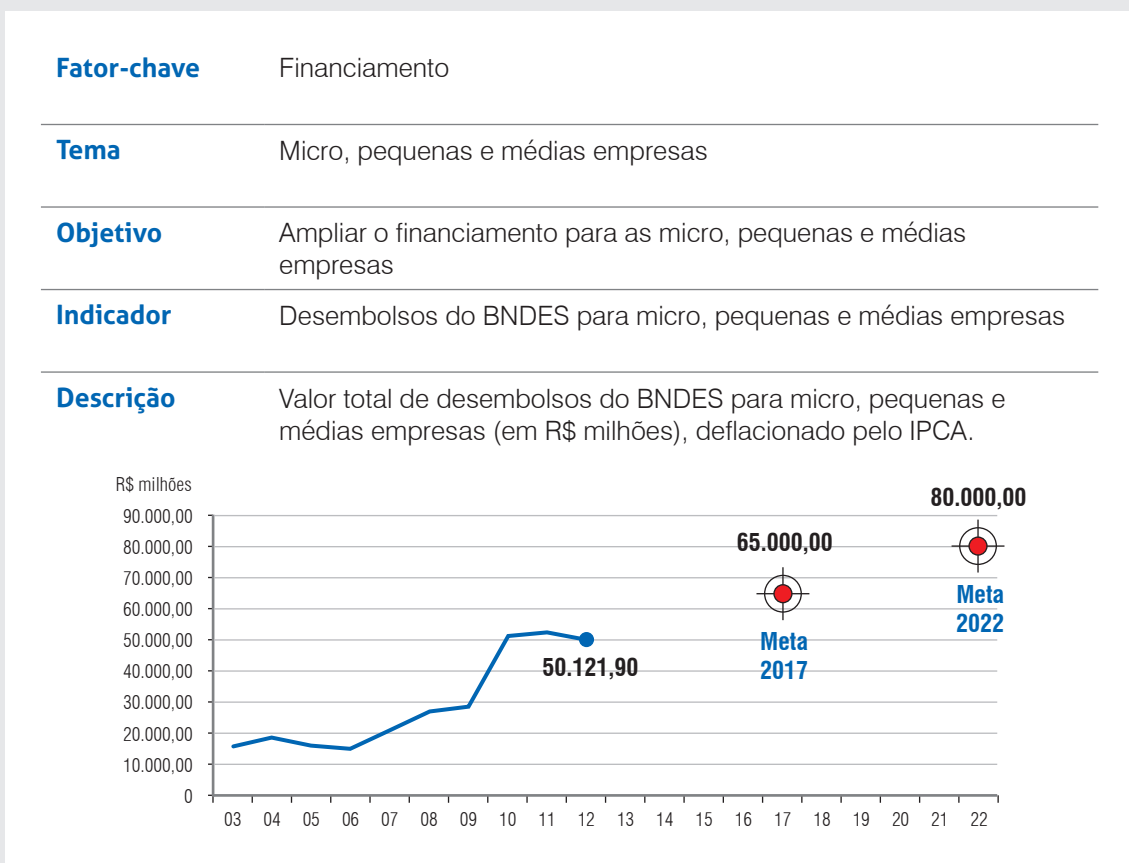 Fator-chave Financiamento
Tema Micro, pequenas e médias empresas
Objetivo Ampliar o financiamento para as micro, pequenas e médias
empresas
Indicador Desembolsos do BNDES para micro, pequenas e médias empresas
Descrição Valor total de desembolsos do BNDES para micro, pequenas e
médias empresas (em R$ milhões), deflacionado pelo IPCA.
R$ milhões
90.000,00
80.000,00
70.000,00
60.000,00
50.000,00
40.000,00
30.000,00
20.000,00
10.000,00
0
50.121,90
65.000,00
Meta
2017
80.000,00
Meta
2022
03 04 05 06 07 08 09 10 11 12 13 14 15 16 17 18 19 20 21 22